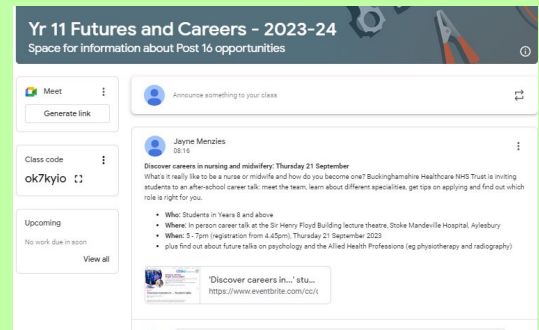 Yr 11 Futures and Careers - 2023-24
Space for information about Post 16 opportunities
Meet
Generate link
Class code
ok7kyio
Upcoming
No work due in soon
View all
Announce something to your class
Jayne Menzies
08:16
Discover careers in nursing and midwifery: Thursday 21 September
What's it really like to be a nurse or midwife and how do you become one? Buckinghamshire Healthcare NHS Trust is inviting
students to an after-school career talk: meet the team, learn about different specialities, get tips on applying and find out which
role is right for you.
Who: Students in Years 8 and above
Where: In person career talk at the Sir Henry Floyd Building lecture theatre, Stoke Mandeville Hospital, Aylesbury
When: 5 - 7pm (registration from 4.45pm), Thursday 21 September 2023
plus find out about future talks on psychology and the Allied Health Professions (eg physiotherapy and radiography)
'Discover careers in...' stu...
https://www.eventbrite.com/cc/c